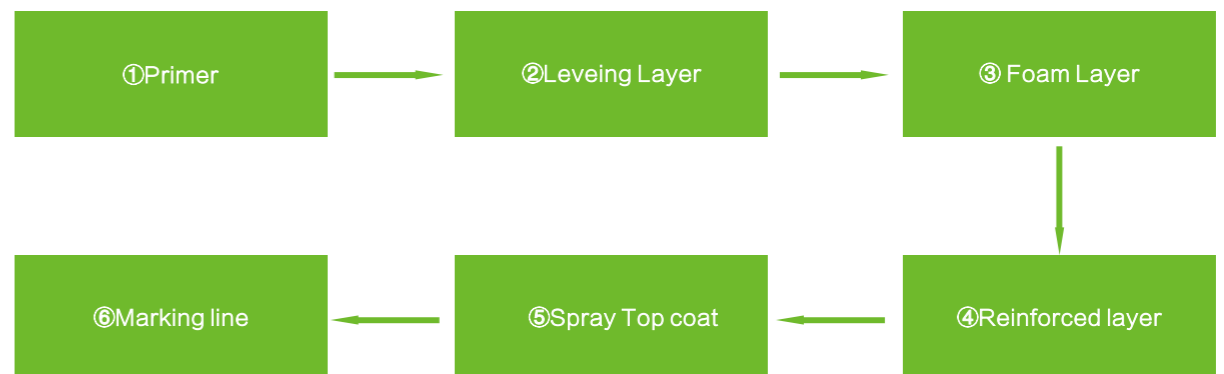 ①Primer
②Leveing Layer
③ Foam Layer
④Reinforced layer
⑤Spray Top coat
⑥Marking line